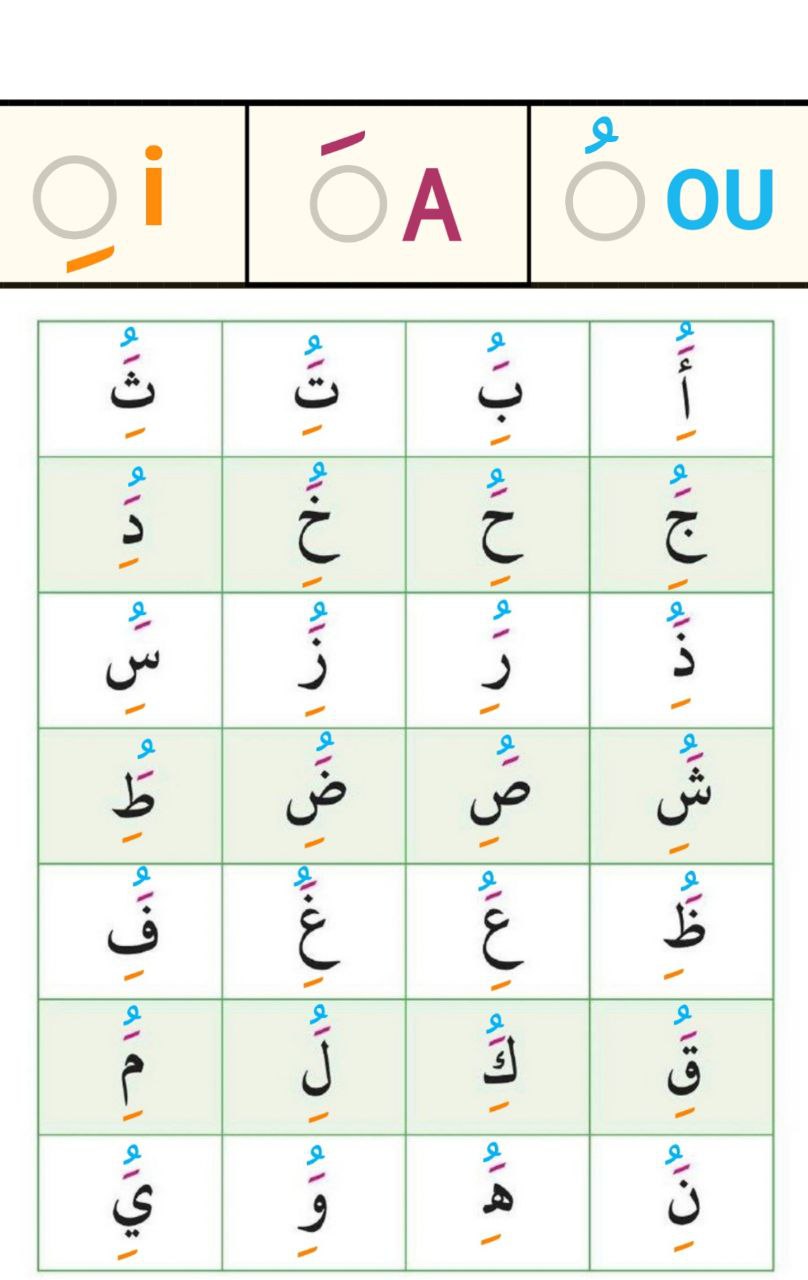 ◌ِ i ◌َ A ◌ُ OU
أَُِ بَُِ تَُِ ثَُِ
جَُِ حَُِ خَُِ دَُِ
ذَُِ رَُِ زَُِ سَُِ
شَُِ صَُِ ضَُِ طَُِ
ظَُِ عَُِ غَُِ فَُِ
قَُِ كَُِ لَُِ مَُِ
نَُِ هَُِ وَُِ يَُِ